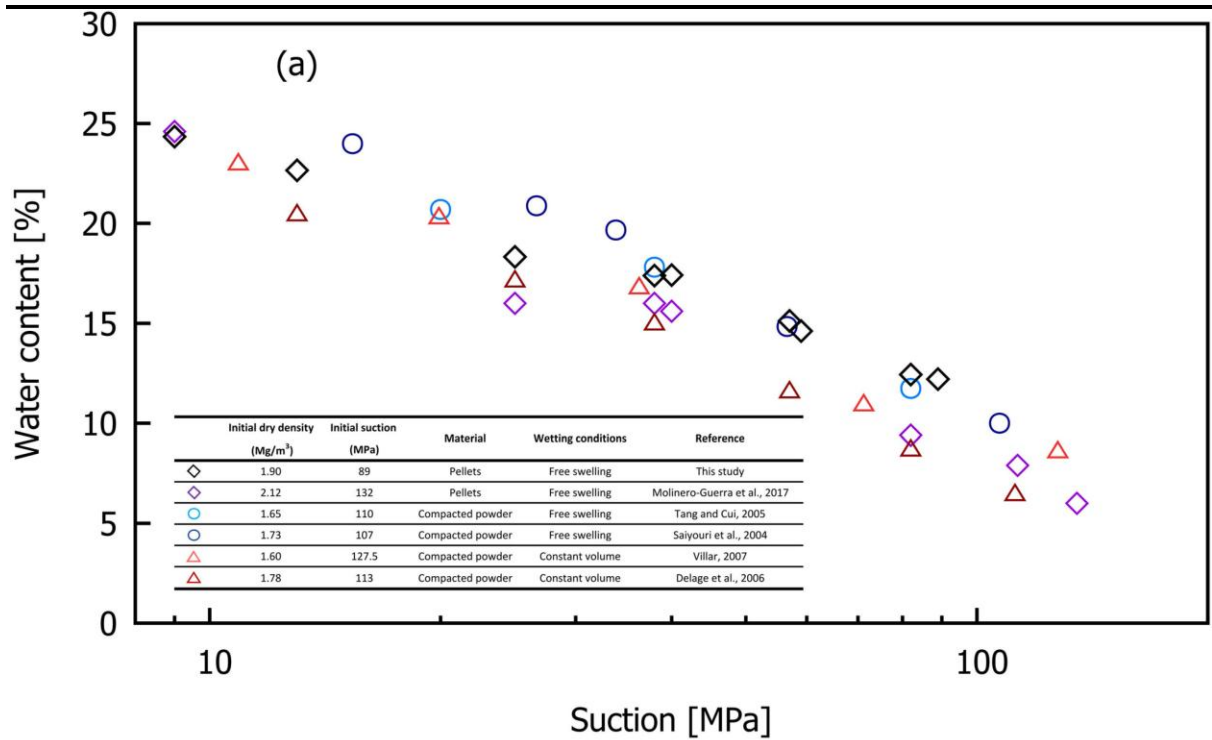 (a)
30
25
20
15
10
5
0
Water content [%]
10
100
Suction [MPa]
Initial dry density (Mg/m³) Initial suction (MPa) Material Wetting conditions Reference
1.90 89 Pellets Free swelling This study
2.12 132 Pellets Free swelling Molinero-Guerra et al., 2017
1.65 110 Compacted powder Free swelling Tang and Cui, 2005
1.73 107 Compacted powder Free swelling Saiyouri et al., 2004
1.60 127.5 Compacted powder Constant volume Villar, 2007
1.78 113 Compacted powder Constant volume Delage et al., 2006